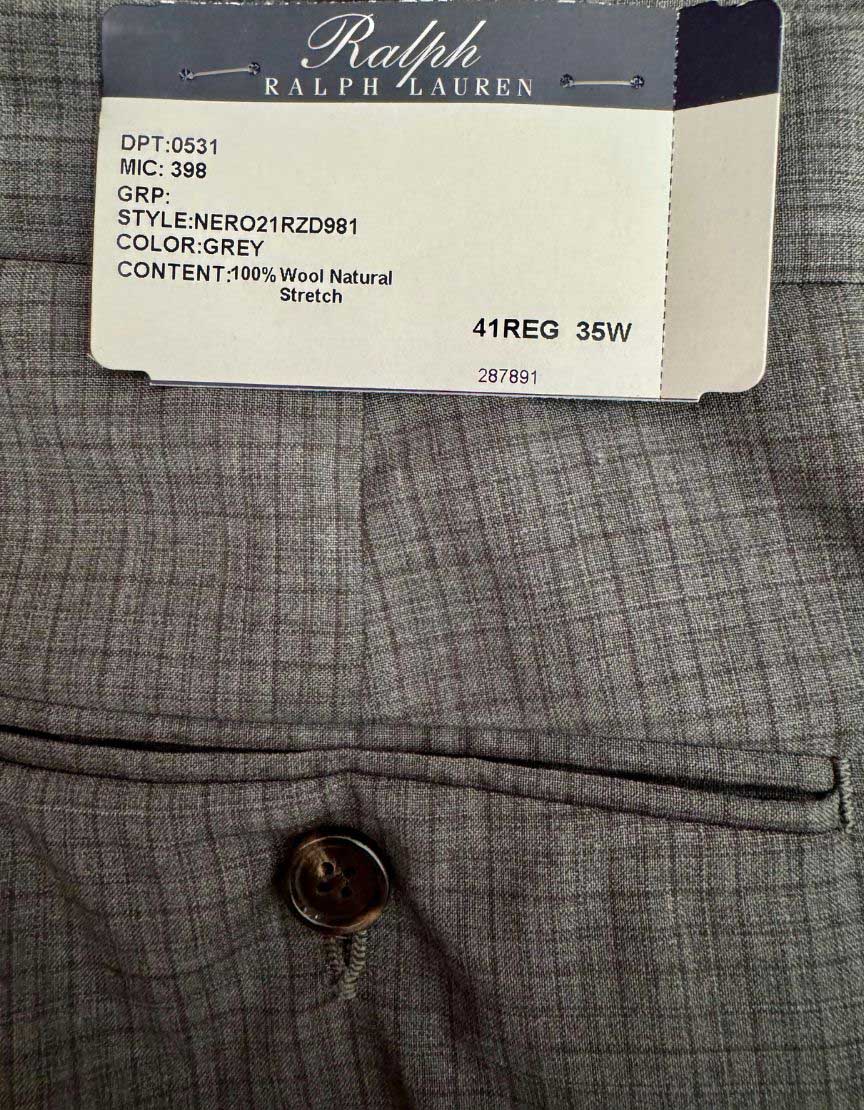 Ralph
RALPH LAUREN
DPT:0531
MIC: 398
GRP:
STYLE:NERO21RZD981
COLOR:GREY
CONTENT:100% Wool Natural
Stretch
41REG 35W
287891